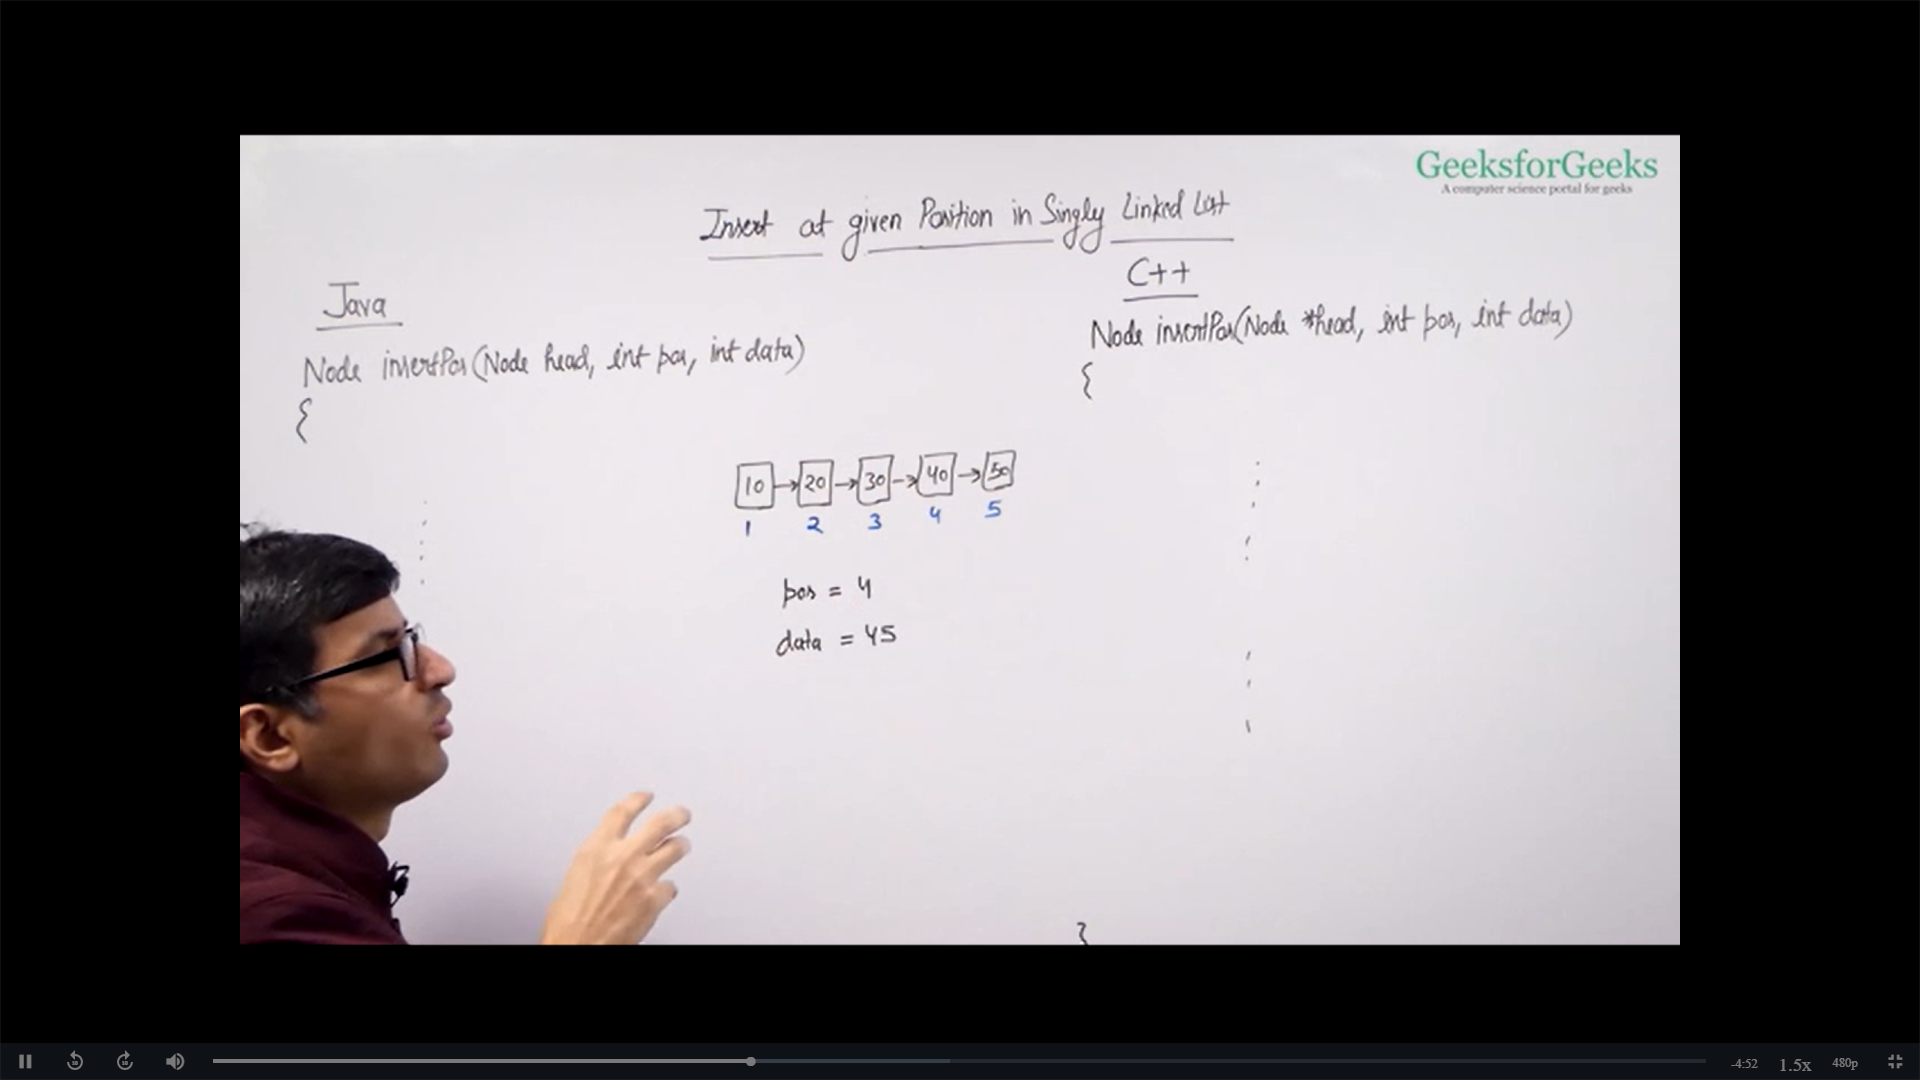 GeeksforGeeks
A computer science portal for geeks
Insert at given Position in Singly Linked List
Java
Node insertPos(Node head, int pos, int data)
{
C++
Node insertPos(Node *head, int pos, int data)
{
}
10 → 20 → 30 → 40 → 50
1 2 3 4 5
pos = 4
data = 45
-4:52 1.5x 480p